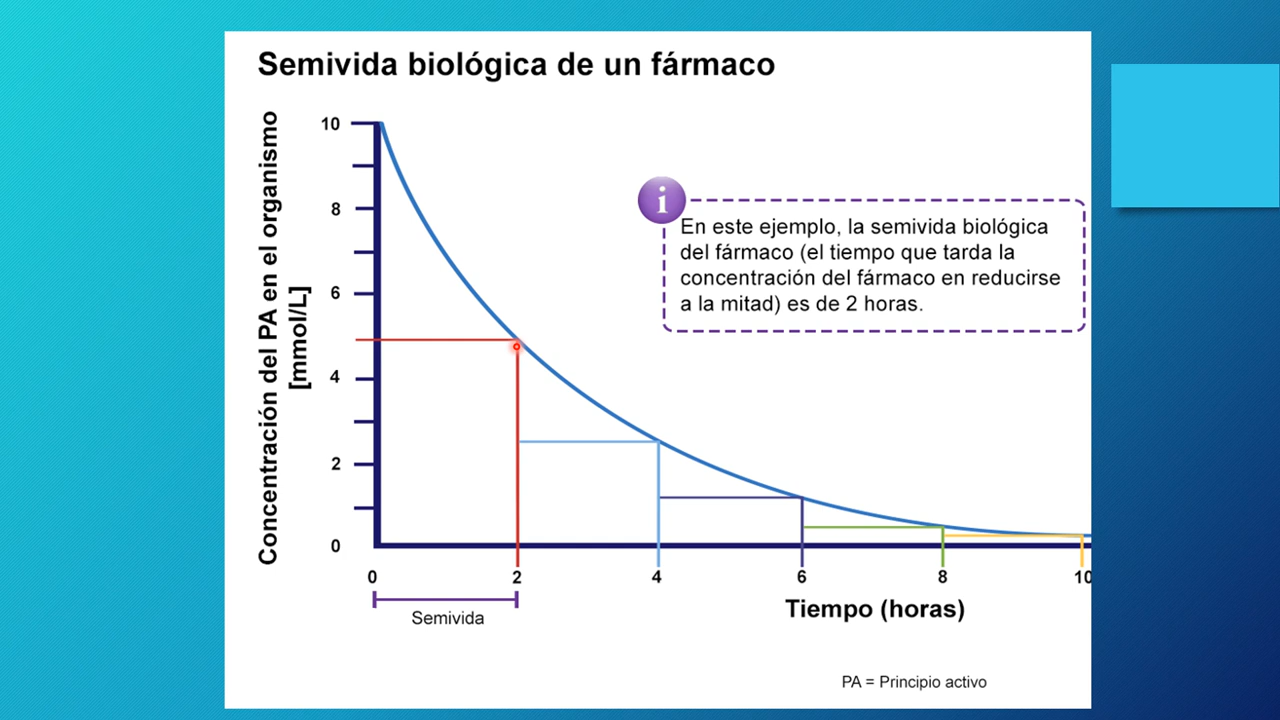 Semivida biológica de un fármaco
Concentración del PA en el organismo
[mmol/L]
10
8
6
4
2
0
i
En este ejemplo, la semivida biológica
del fármaco (el tiempo que tarda la
concentración del fármaco en reducirse
a la mitad) es de 2 horas.
0 2 4 6 8 10
Semivida
Tiempo (horas)
PA = Principio activo